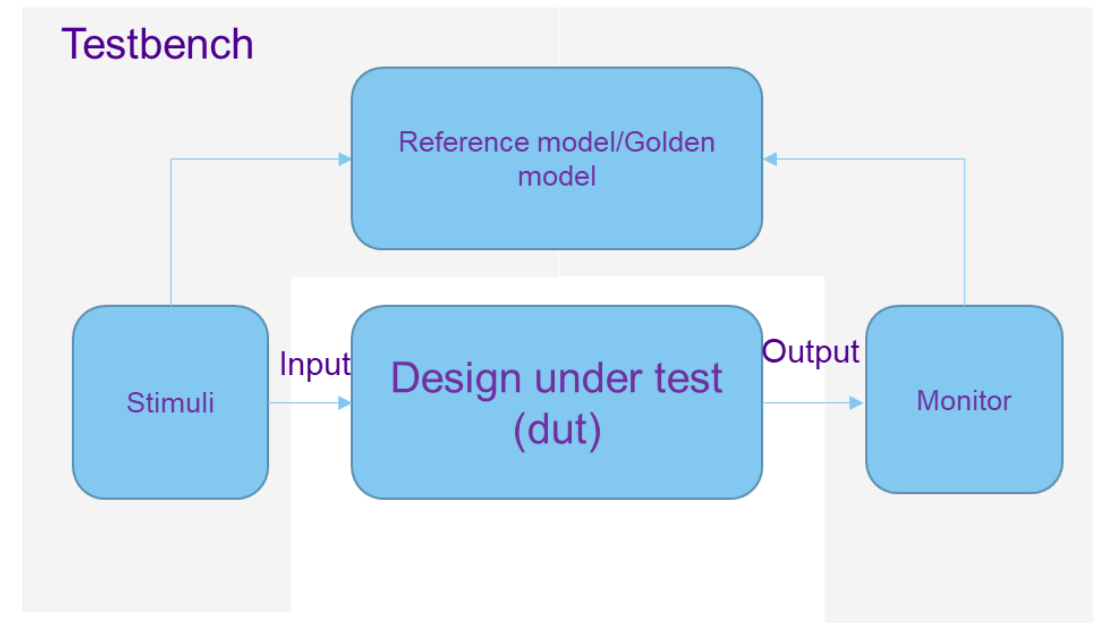 Testbench
Reference model/Golden
model
Stimuli
Input
Design under test
(dut)
Output
Monitor